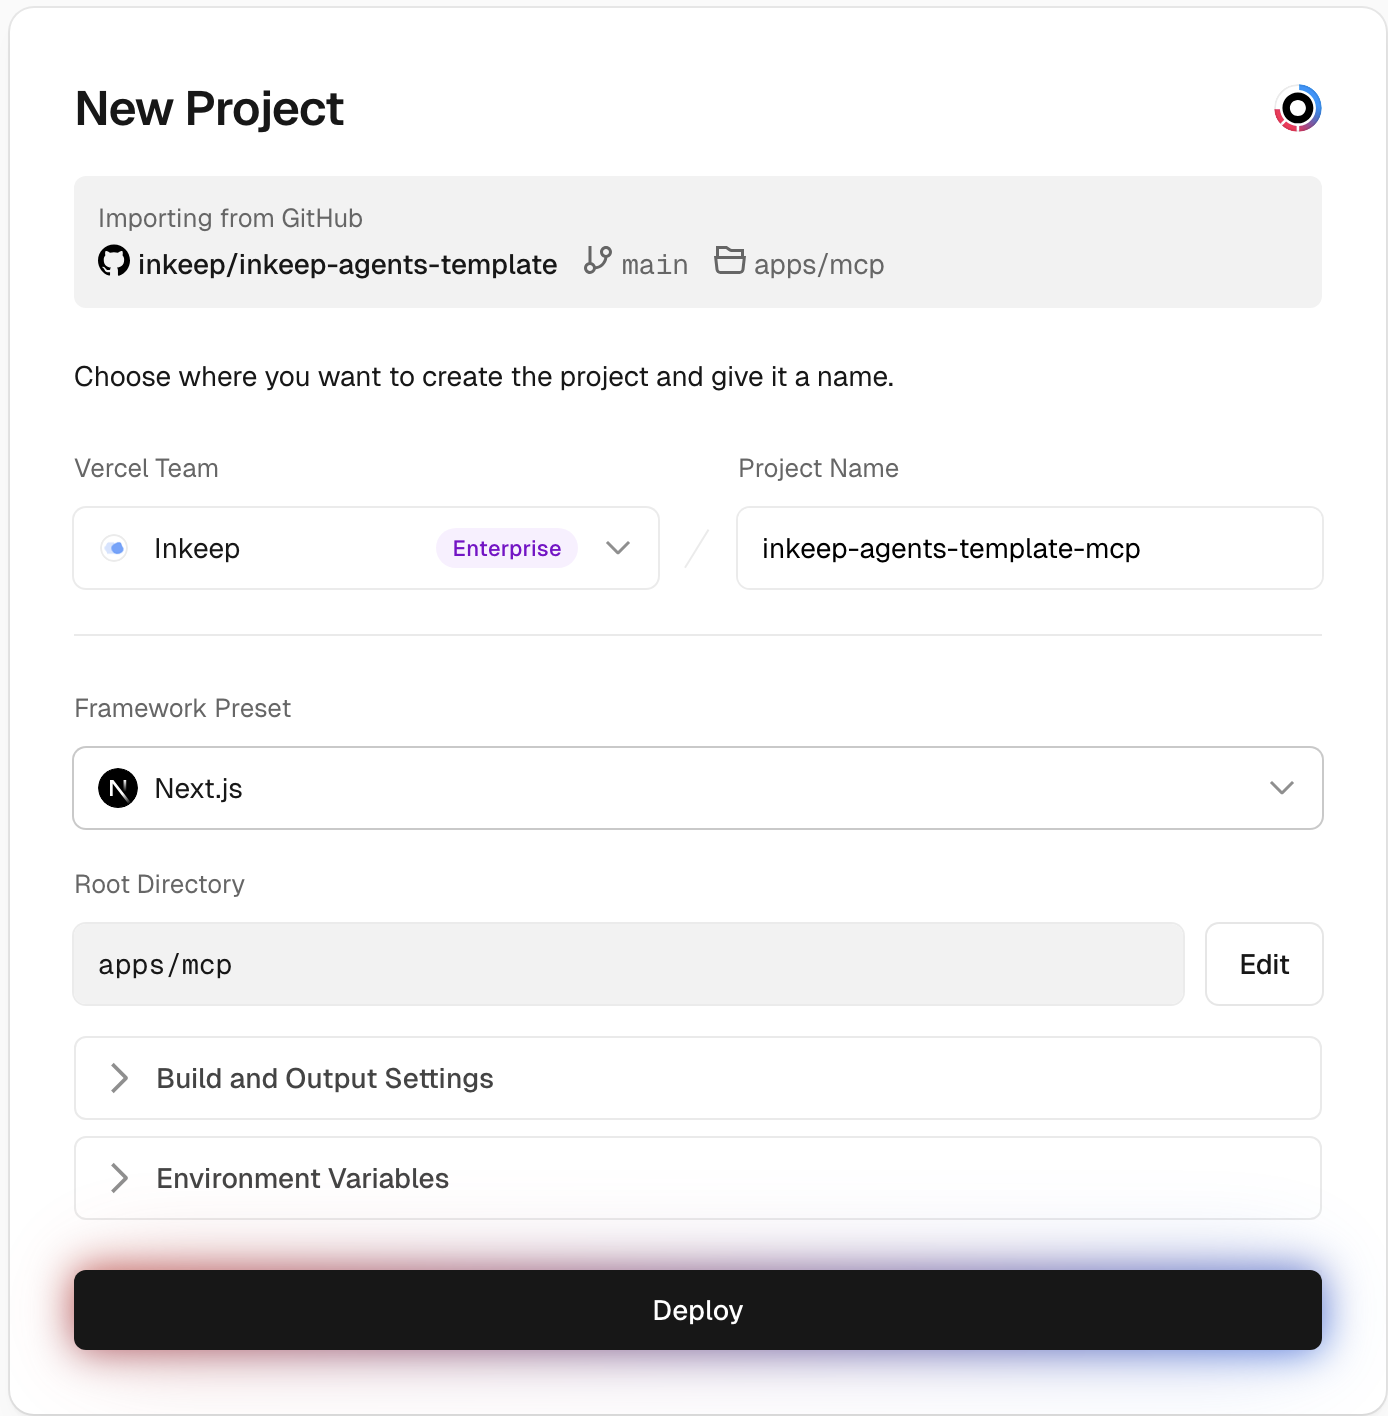 New Project
Importing from GitHub
inkeep/inkeep-agents-template main apps/mcp
Choose where you want to create the project and give it a name.
Vercel Team Project Name
Inkeep Enterprise / inkeep-agents-template-mcp
Framework Preset
N Next.js
Root Directory
apps/mcp Edit
Build and Output Settings
Environment Variables
Deploy